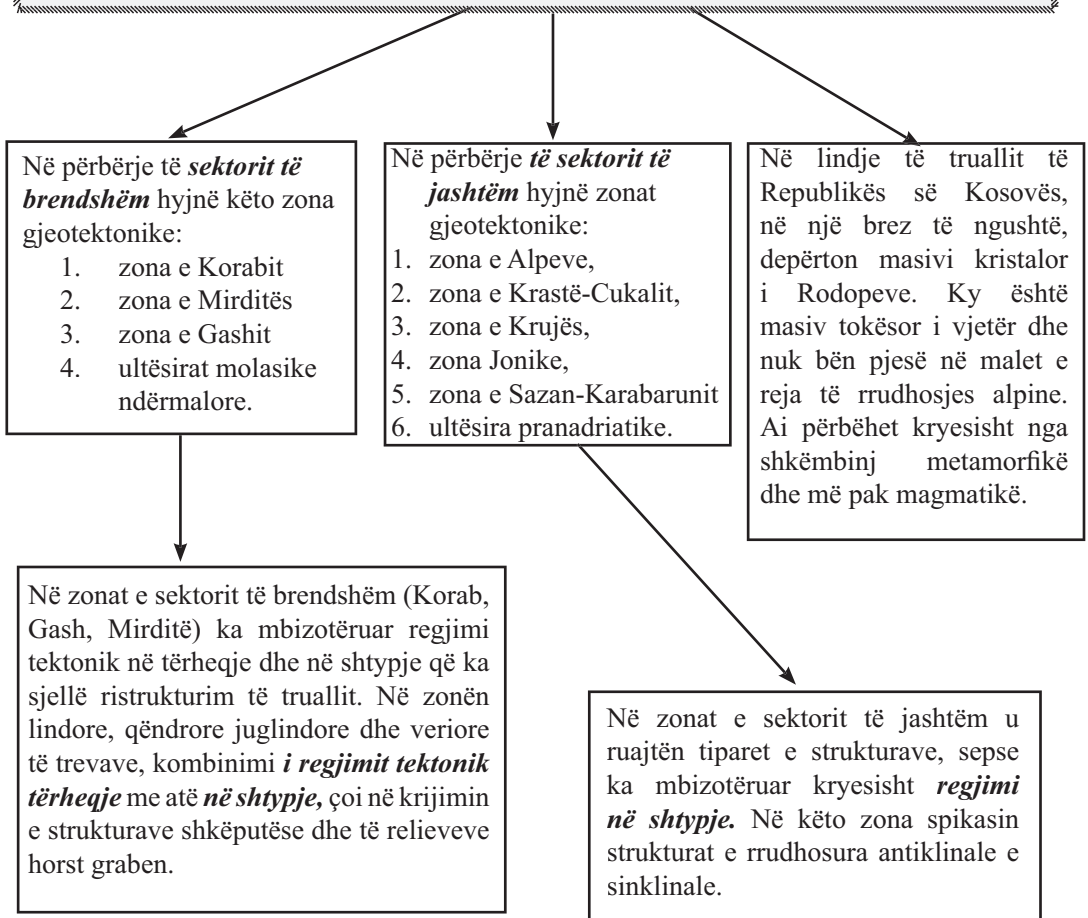 Në përbërje të sektorit të
brendshëm hyjnë këto zona
gjeotektonike:
1. zona e Korabit
2. zona e Mirditës
3. zona e Gashit
4. ultësirat molasike
ndërmalore.
Në përbërje të sektorit të
jashtëm hyjnë zonat
gjeotektonike:
1. zona e Alpeve,
2. zona e Krastë-Cukalit,
3. zona e Krujës,
4. zona Jonike,
5. zona e Sazan-Karabarunit
6. ultësira pranadriatike.
Në lindje të truallit të
Republikës së Kosovës,
në një brez të ngushtë,
depërton masivi kristalor
i Rodopeve. Ky është
masiv tokësor i vjetër dhe
nuk bën pjesë në malet e
reja të rrudhosjes alpine.
Ai përbëhet kryesisht nga
shkëmbinj metamorfikë
dhe më pak magmatikë.
Në zonat e sektorit të brendshëm (Korab,
Gash, Mirditë) ka mbizotëruar regjimi
tektonik në tërheqje dhe në shtypje që ka
sjellë ristrukturim të truallit. Në zonën
lindore, qëndrore juglindore dhe veriore
të trevave, kombinimi i regjimit tektonik
tërheqje me atë në shtypje, çoi në krijimin
e strukturave shkëputëse dhe të relieveve
horst graben.
Në zonat e sektorit të jashtëm u
ruajtën tiparet e strukturave, sepse
ka mbizotëruar kryesisht regjimi
në shtypje. Në këto zona spikasin
strukturat e rrudhosura antiklinale e
sinklinale.